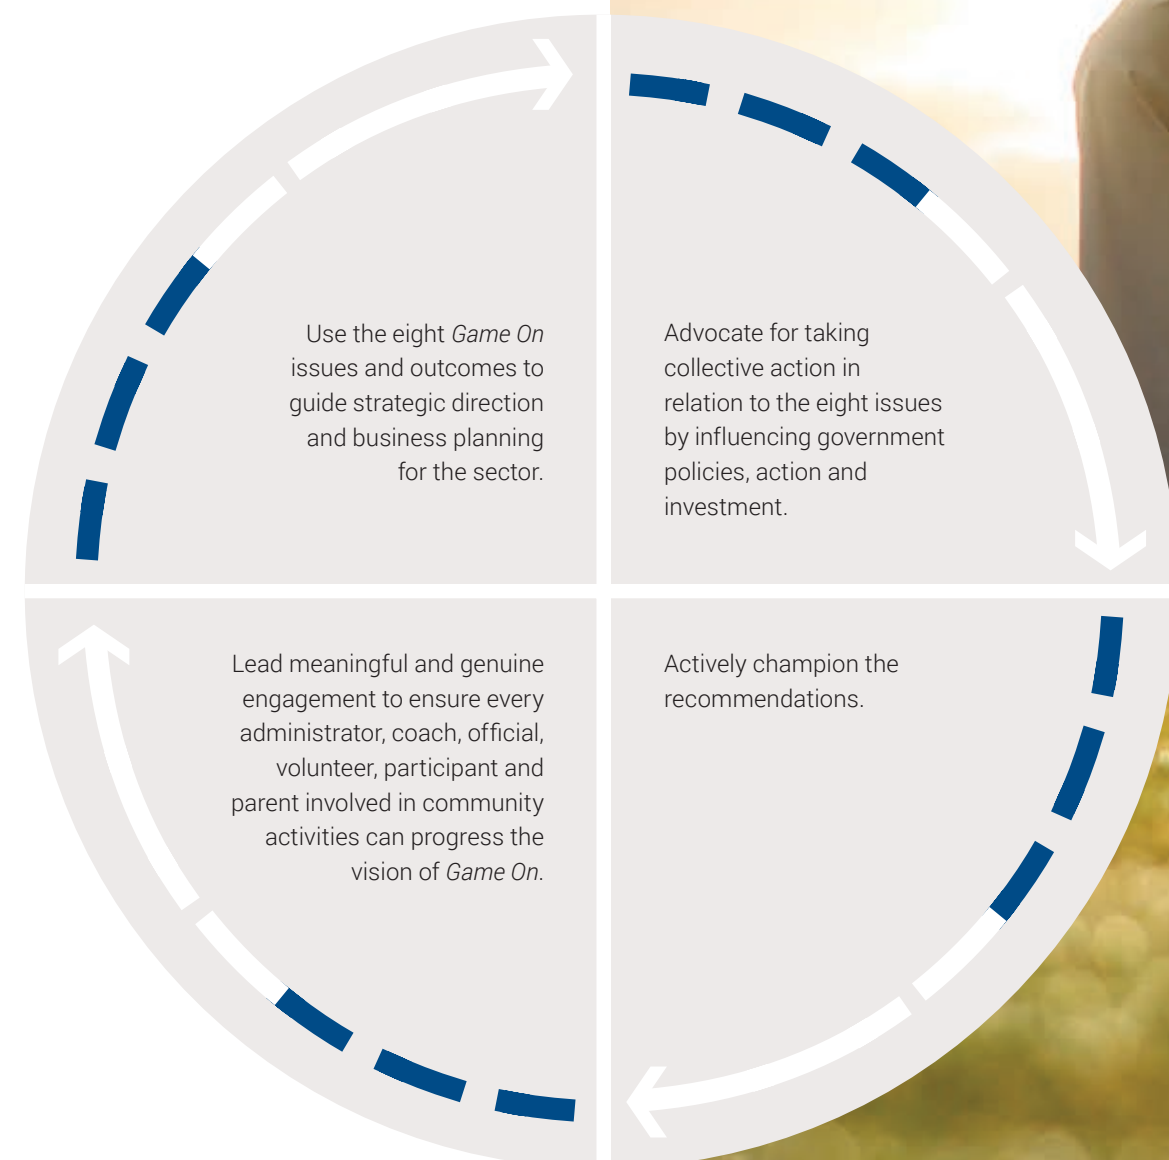 Use the eight Game On
issues and outcomes to
guide strategic direction
and business planning
for the sector.
Advocate for taking
collective action in
relation to the eight issues
by influencing government
policies, action and
investment.
Lead meaningful and genuine
engagement to ensure every
administrator, coach, official,
volunteer, participant and
parent involved in community
activities can progress the
vision of Game On.
Actively champion the
recommendations.